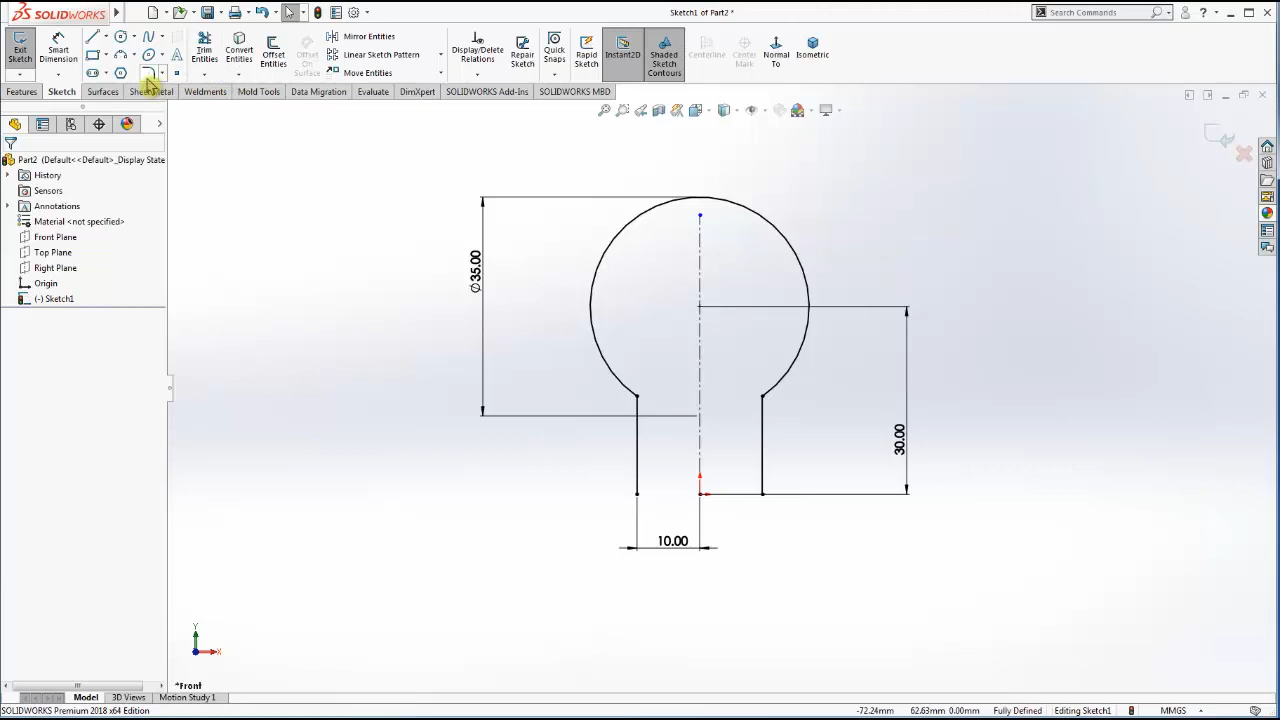 SOLIDWORKS
Sketch1 of Part2 *
Search Commands
Exit Sketch
Smart Dimension
Trim Entities
Convert Entities
Offset Entities
Offset On Surface
Mirror Entities
Linear Sketch Pattern
Move Entities
Display/Delete Relations
Repair Sketch
Quick Snaps
Rapid Sketch
Instant2D
Shaded Sketch Contours
Centerline
Center Mark
Normal To
Isometric
Features
Sketch
Surfaces
Sheet Metal
Weldments
Mold Tools
Data Migration
Evaluate
DimXpert
SOLIDWORKS Add-Ins
SOLIDWORKS MBD
Part2 (Default<<Default>_Display State
History
Sensors
Annotations
Material <not specified>
Front Plane
Top Plane
Right Plane
Origin
(-) Sketch1
∅35.00
30.00
10.00
Y
X
*Front
Model
3D Views
Motion Study 1
SOLIDWORKS Premium 2018 x64 Edition
-72.24mm
62.63mm 0.00mm
Fully Defined
Editing Sketch1
MMGS